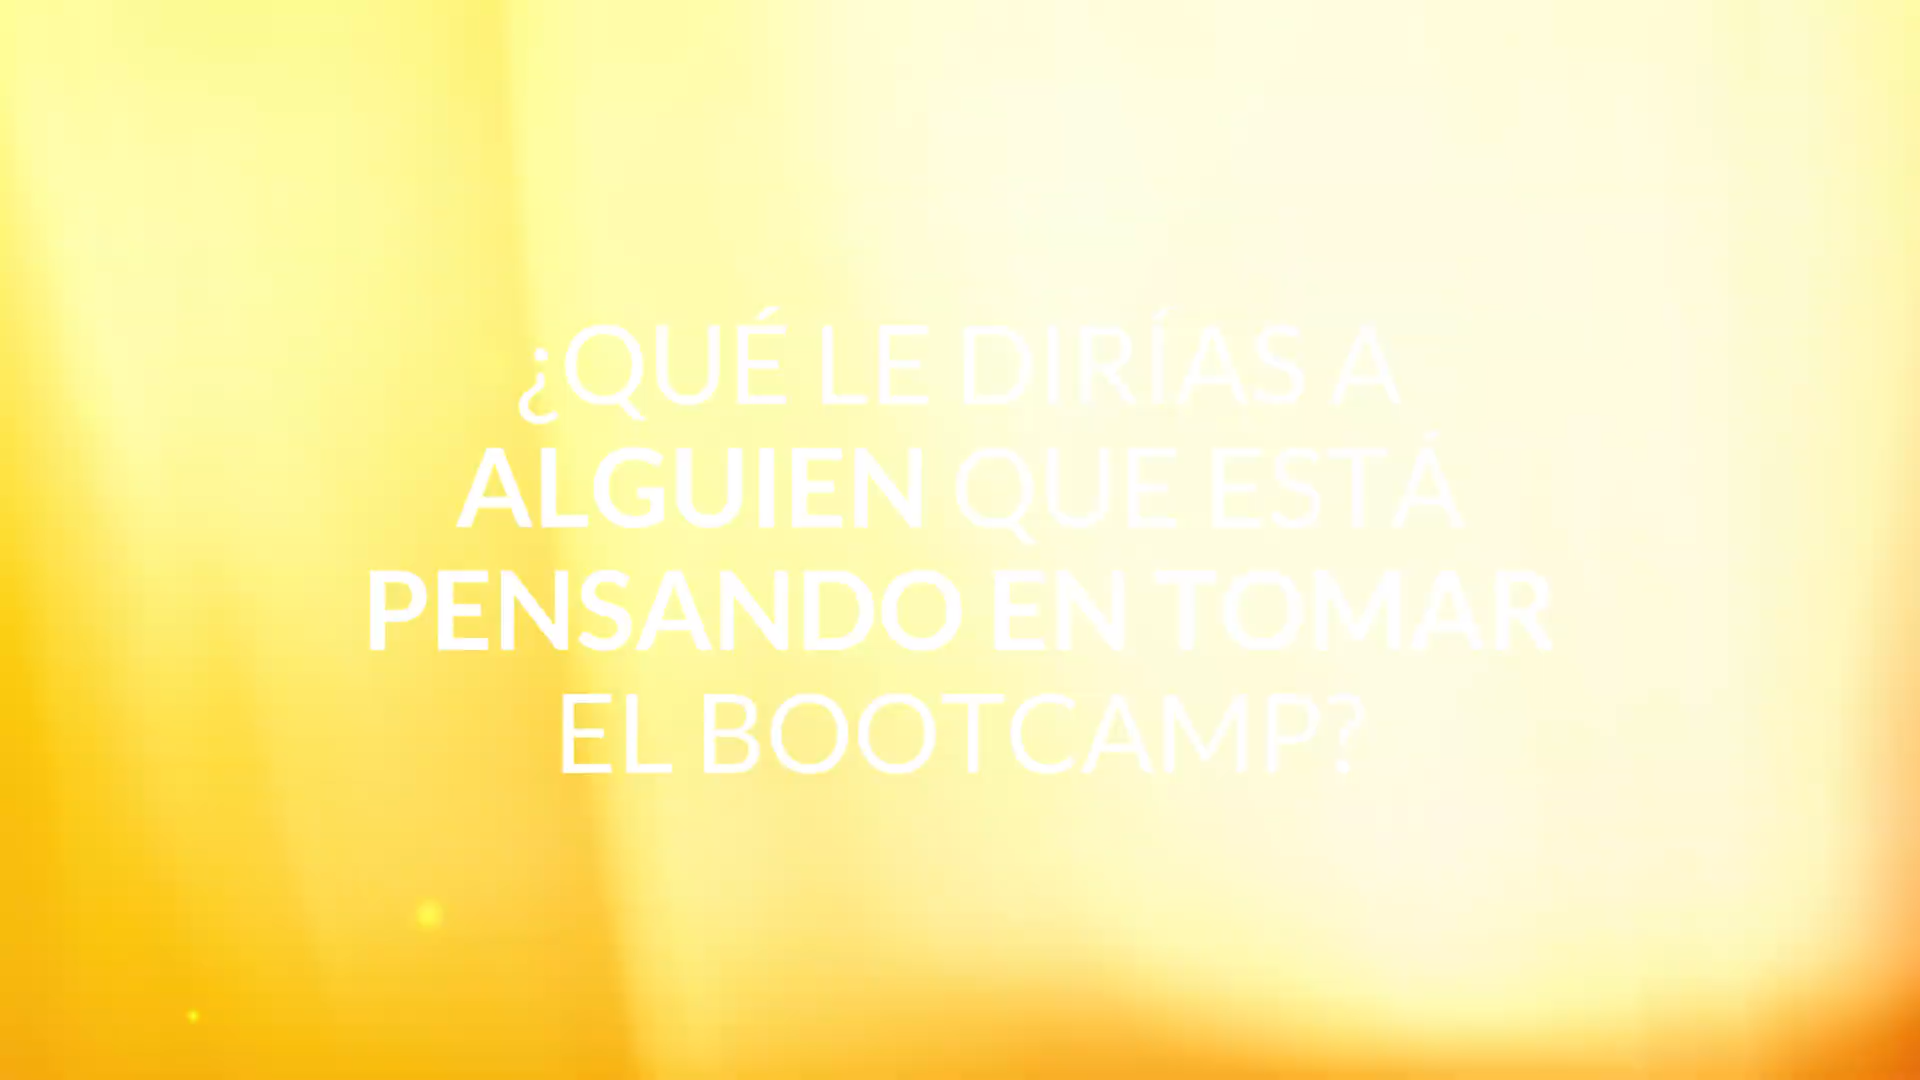 ¿QUÉ LE DIRÍAS A
ALGUIEN QUE ESTÁ
PENSANDO EN TOMAR
EL BOOTCAMP?